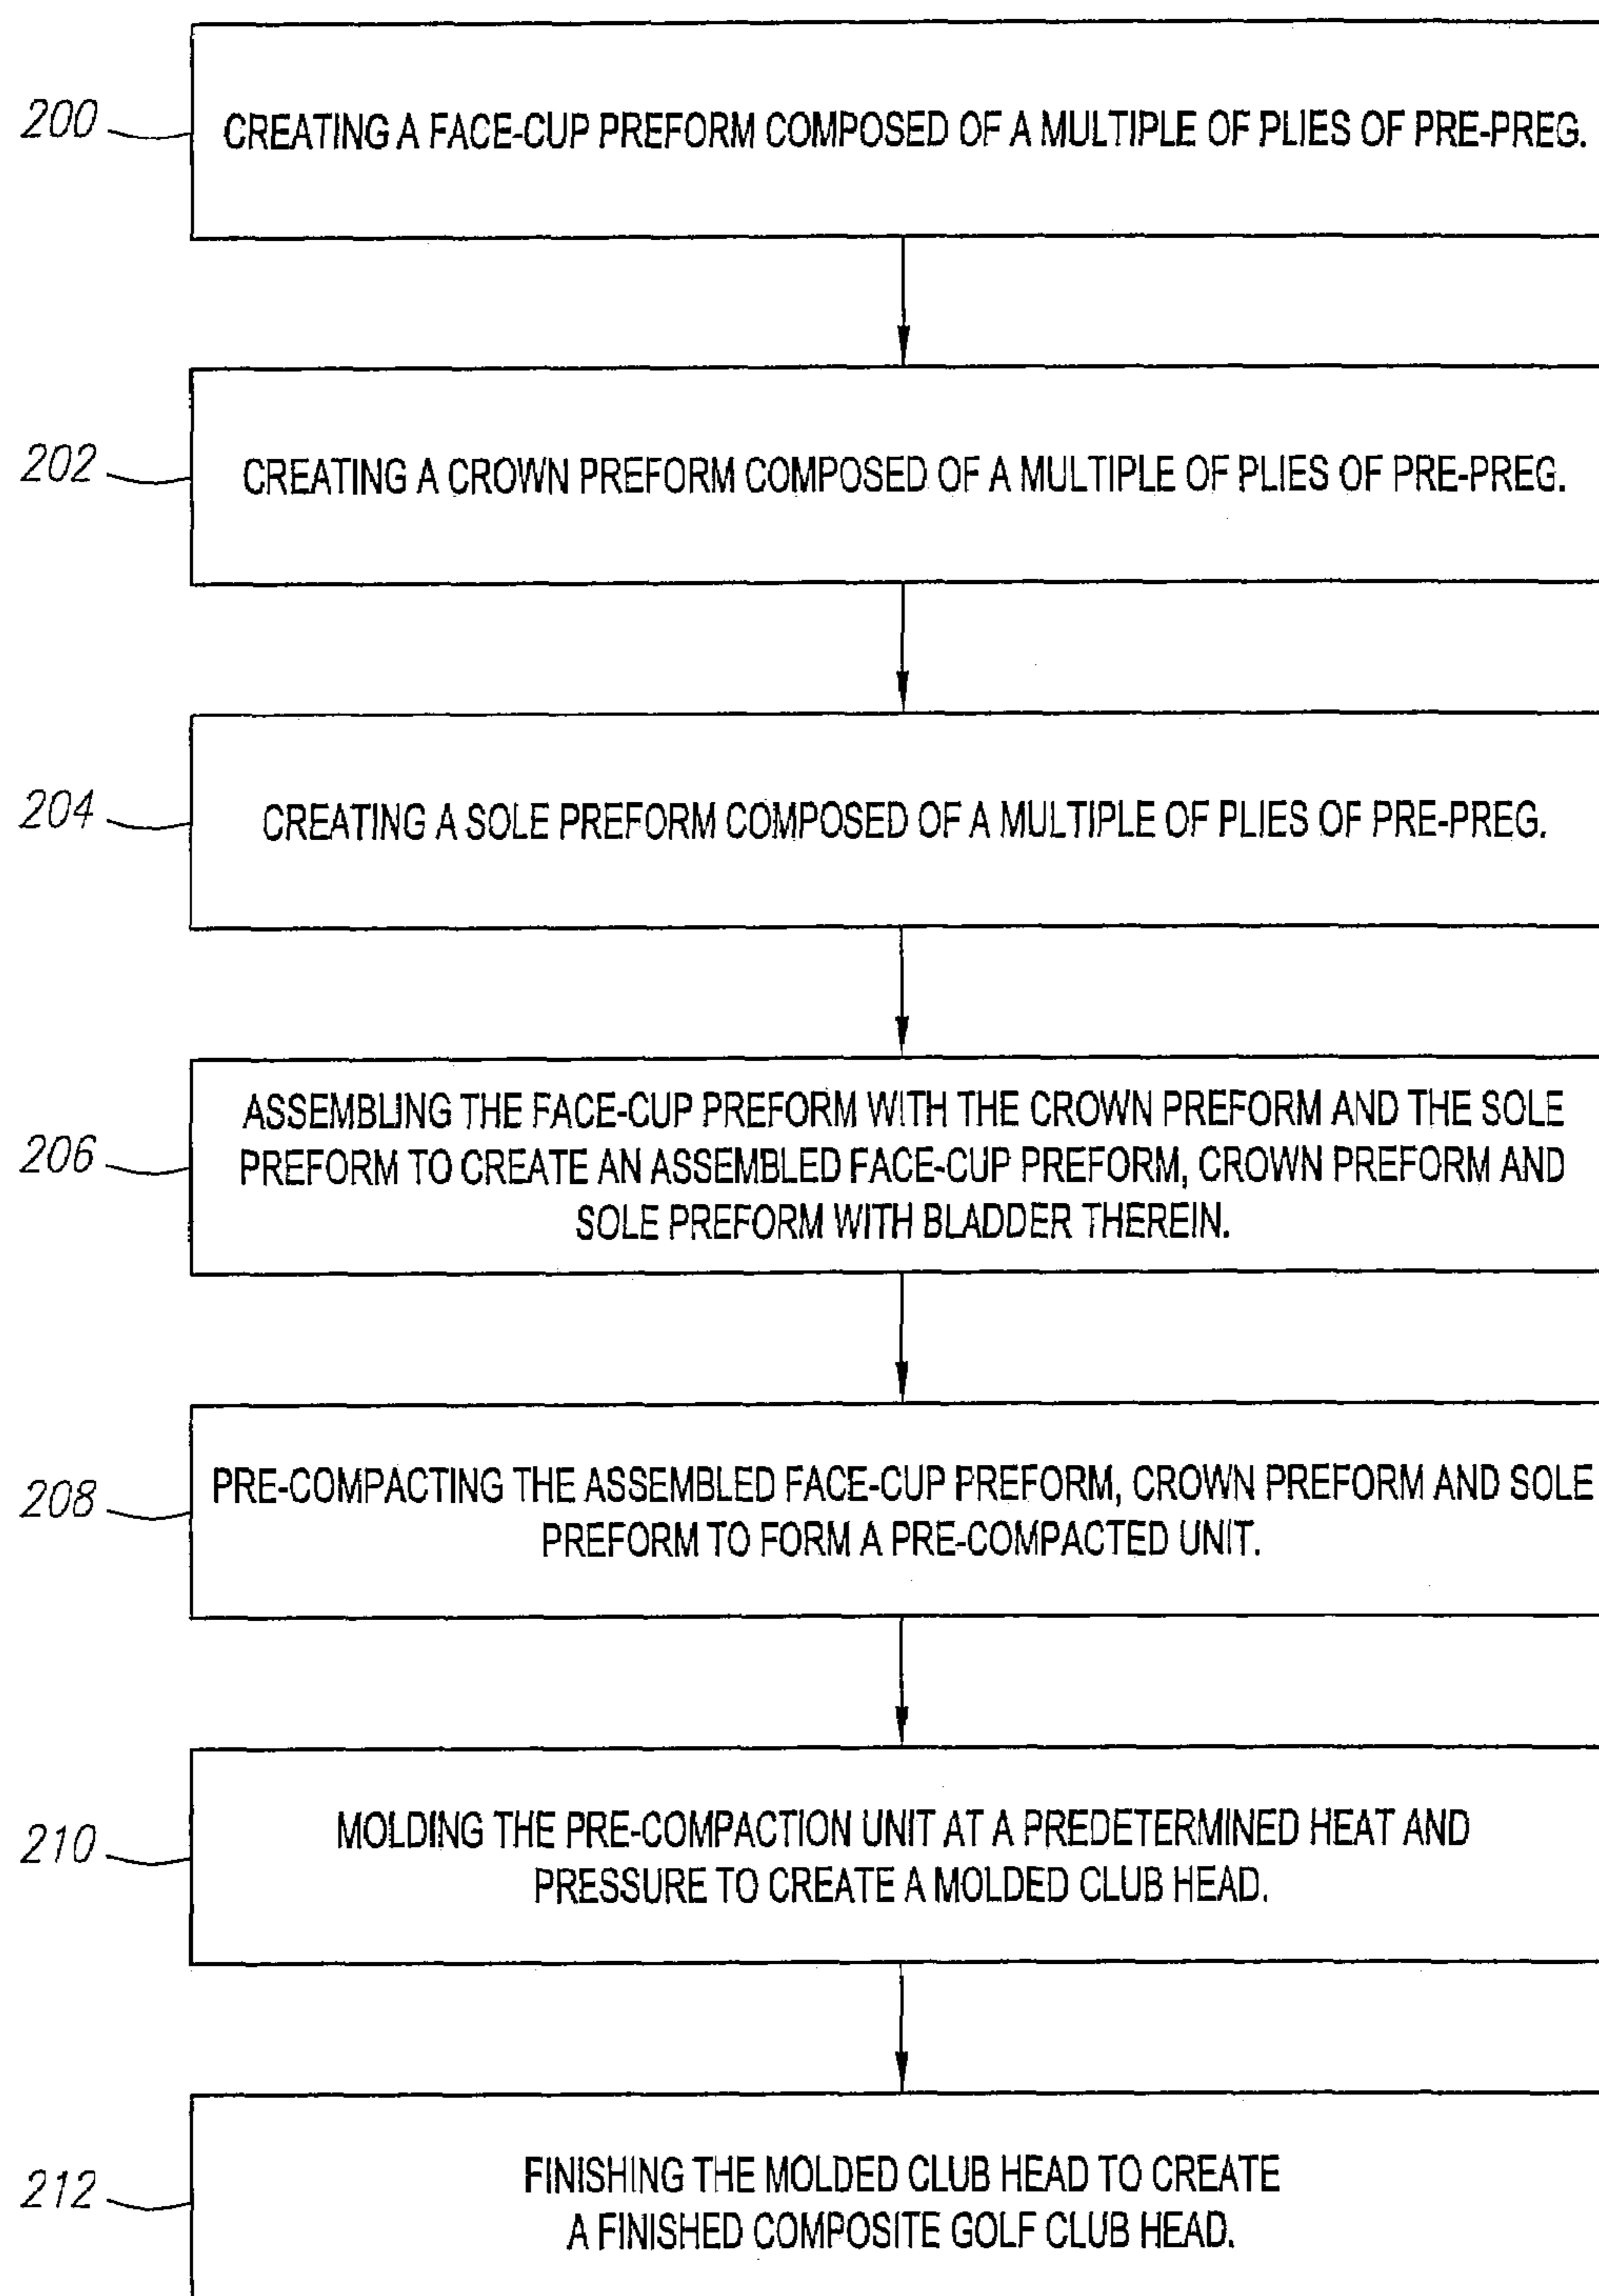 200
CREATING A FACE-CUP PREFORM COMPOSED OF A MULTIPLE OF PLIES OF PRE-PREG.
202
CREATING A CROWN PREFORM COMPOSED OF A MULTIPLE OF PLIES OF PRE-PREG.
204
CREATING A SOLE PREFORM COMPOSED OF A MULTIPLE OF PLIES OF PRE-PREG.
206
ASSEMBLING THE FACE-CUP PREFORM WITH THE CROWN PREFORM AND THE SOLE
PREFORM TO CREATE AN ASSEMBLED FACE-CUP PREFORM, CROWN PREFORM AND
SOLE PREFORM WITH BLADDER THEREIN.
208
PRE-COMPACTING THE ASSEMBLED FACE-CUP PREFORM, CROWN PREFORM AND SOLE
PREFORM TO FORM A PRE-COMPACTED UNIT.
210
MOLDING THE PRE-COMPACTION UNIT AT A PREDETERMINED HEAT AND
PRESSURE TO CREATE A MOLDED CLUB HEAD.
212
FINISHING THE MOLDED CLUB HEAD TO CREATE
A FINISHED COMPOSITE GOLF CLUB HEAD.